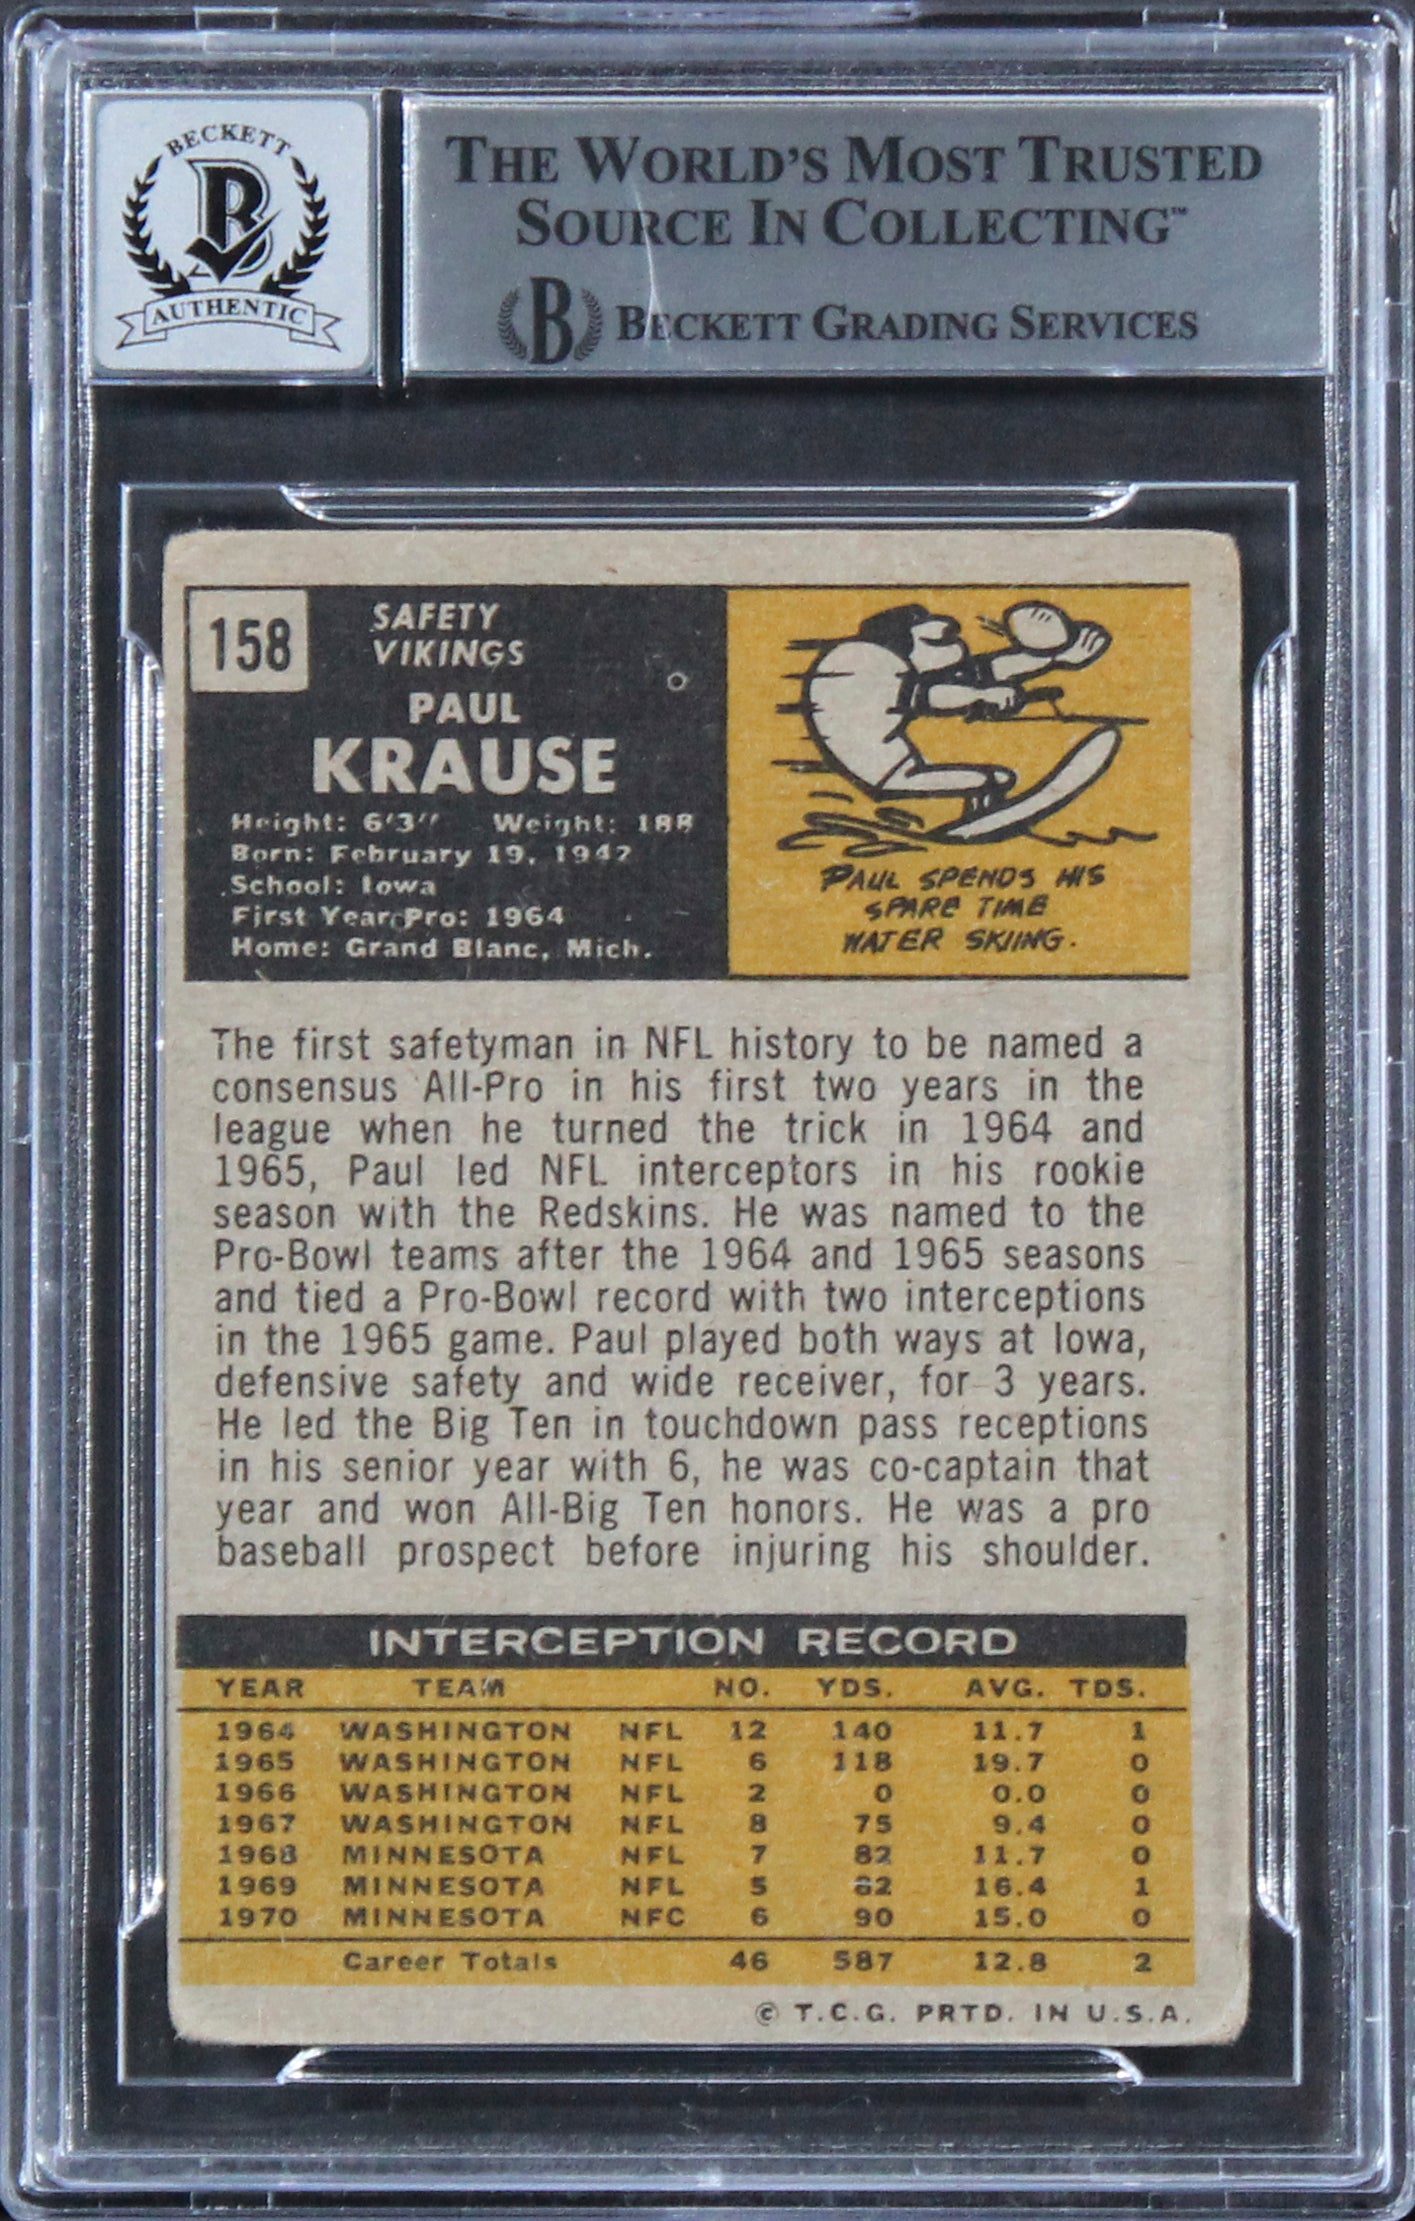 BECKETT
B
AUTHENTIC
THE WORLD'S MOST TRUSTED
SOURCE IN COLLECTING™
B BECKETT GRADING SERVICES
158
SAFETY
VIKINGS
PAUL
KRAUSE
Height: 6'3" Weight: 188
Born: February 19, 1942
School: Iowa
First Year Pro: 1964
Home: Grand Blanc, Mich.
PAUL SPENDS HIS
SPARE TIME
WATER SKIING.
The first safetyman in NFL history to be named a
consensus All-Pro in his first two years in the
league when he turned the trick in 1964 and
1965, Paul led NFL interceptors in his rookie
season with the Redskins. He was named to the
Pro-Bowl teams after the 1964 and 1965 seasons
and tied a Pro-Bowl record with two interceptions
in the 1965 game. Paul played both ways at Iowa,
defensive safety and wide receiver, for 3 years.
He led the Big Ten in touchdown pass receptions
in his senior year with 6, he was co-captain that
year and won All-Big Ten honors. He was a pro
baseball prospect before injuring his shoulder.
INTERCEPTION RECORD
YEAR TEAM NO. YDS. AVG. TDS.
1964 WASHINGTON NFL 12 140 11.7 1
1965 WASHINGTON NFL 6 118 19.7 0
1966 WASHINGTON NFL 2 0 0.0 0
1967 WASHINGTON NFL 8 75 9.4 0
1968 MINNESOTA NFL 7 82 11.7 0
1969 MINNESOTA NFL 5 82 16.4 1
1970 MINNESOTA NFC 6 90 15.0 0
Career Totals 46 587 12.8 2
© T.C.G. PRTD. IN U.S.A.